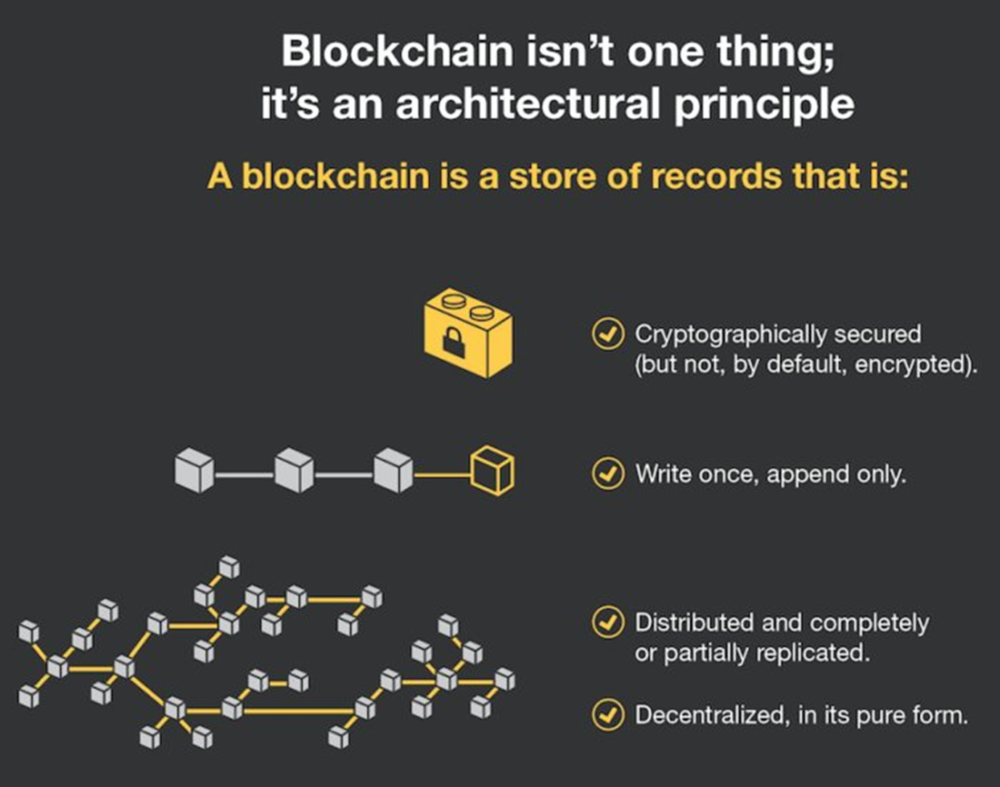 Blockchain isn’t one thing;
it’s an architectural principle
A blockchain is a store of records that is:
Cryptographically secured
(but not, by default, encrypted).
Write once, append only.
Distributed and completely
or partially replicated.
Decentralized, in its pure form.